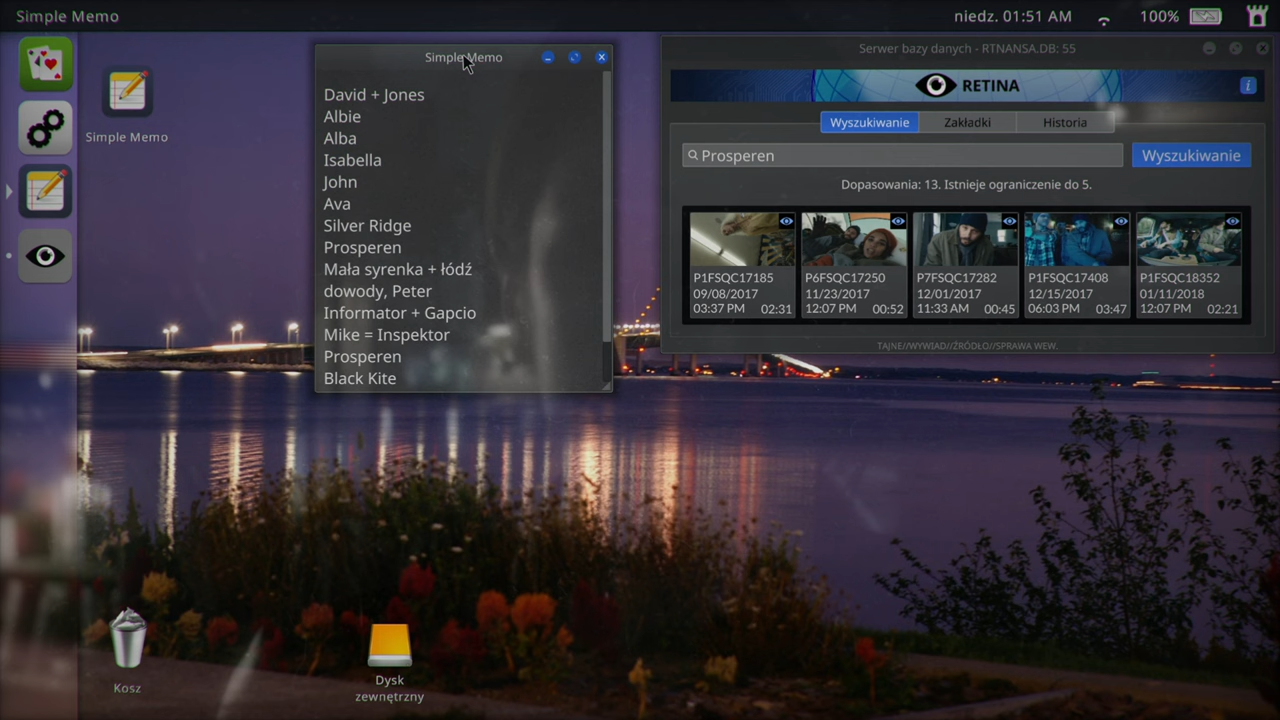 Simple Memo
niedz. 01:51 AM
100%
Simple Memo
Simple Memo
David + Jones
Albie
Alba
Isabella
John
Ava
Silver Ridge
Prosperen
Mała syrenka + łódź
dowody, Peter
Informator + Gapcio
Mike = Inspektor
Prosperen
Black Kite
Serwer bazy danych - RTNANSA.DB: 55
RETINA
i
Wyszukiwanie
Zakładki
Historia
Prosperen
Wyszukiwanie
Dopasowania: 13. Istnieje ograniczenie do 5.
P1FSQC17185
09/08/2017
03:37 PM 02:31
P6FSQC17250
11/23/2017
12:07 PM 00:52
P7FSQC17282
12/01/2017
11:33 AM 00:45
P1FSQC17408
12/15/2017
06:03 PM 03:47
P1FSQC18352
01/11/2018
12:07 PM 02:21
TAJNE//WYWIAD//ŹRÓDŁO//SPRAWA WEW.
Kosz
Dysk
zewnętrzny